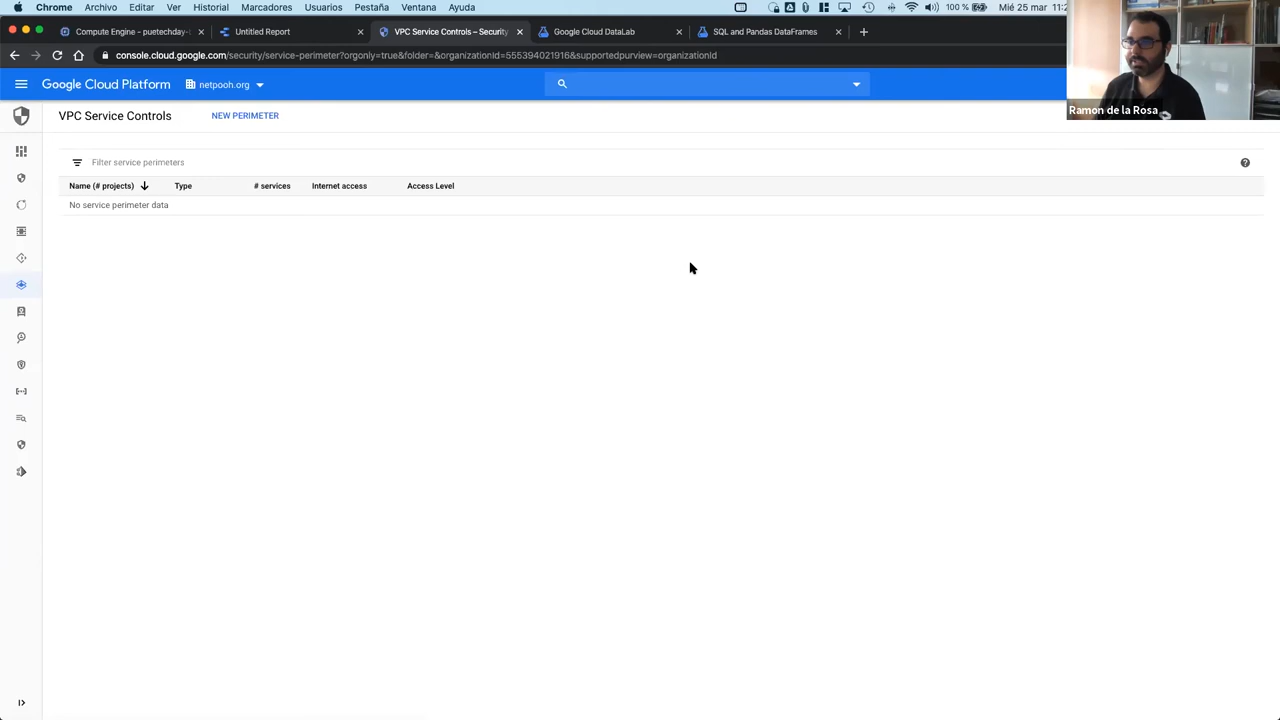 Chrome Archivo Editar Ver Historial Marcadores Usuarios Pestaña Ventana Ayuda 100 % Mié 25 mar 11:2
Compute Engine - puetechday- Untitled Report VPC Service Controls – Security Google Cloud DataLab SQL and Pandas DataFrames
console.cloud.google.com/security/service-perimeter?orgonly=true&folder=&organizationId=555394021916&supportedpurview=organizationId
Google Cloud Platform netpooh.org
Ramon de la Rosa
VPC Service Controls NEW PERIMETER
Filter service perimeters
Name (# projects) Type # services Internet access Access Level
No service perimeter data